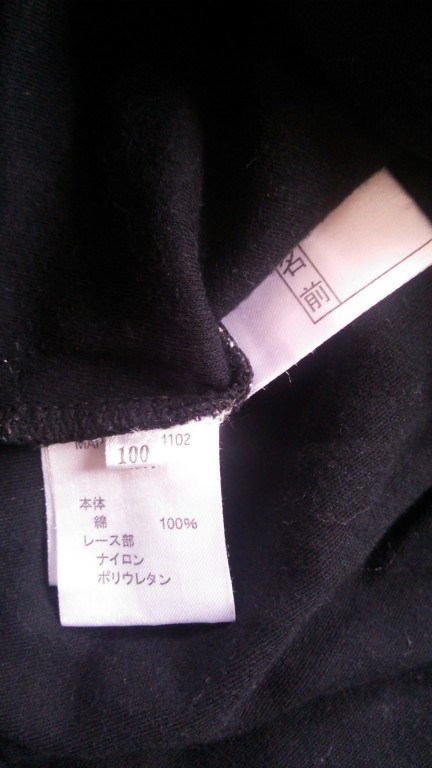 名
前
100
1102
本体
綿 100%
レース部
ナイロン
ポリウレタン